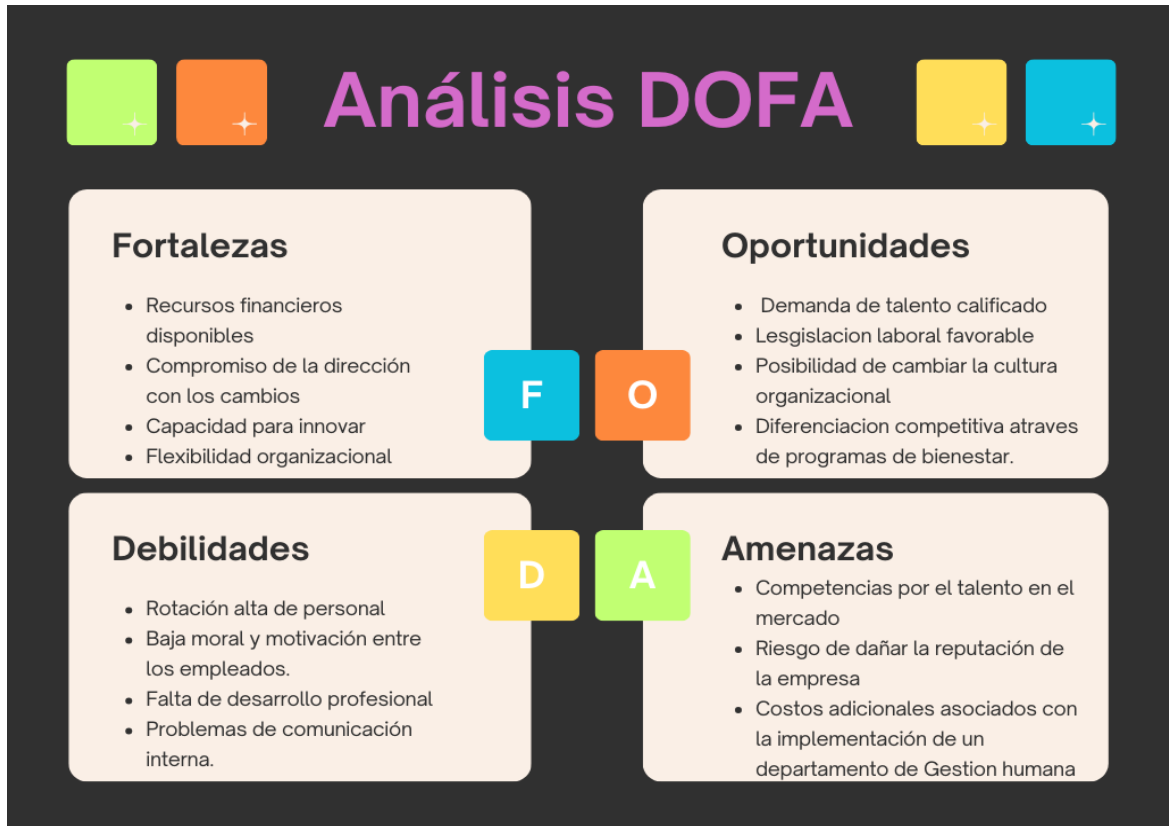 Análisis DOFA
Fortalezas
Recursos financieros
disponibles
Compromiso de la dirección
con los cambios
Capacidad para innovar
Flexibilidad organizacional
Oportunidades
Demanda de talento calificado
Lesgislacion laboral favorable
Posibilidad de cambiar la cultura
organizacional
Diferenciacion competitiva atraves
de programas de bienestar.
F
O
Debilidades
Rotación alta de personal
Baja moral y motivación entre
los empleados.
Falta de desarrollo profesional
Problemas de comunicación
interna.
D
A
Amenazas
Competencias por el talento en el
mercado
Riesgo de dañar la reputación de
la empresa
Costos adicionales asociados con
la implementación de un
departamento de Gestion humana